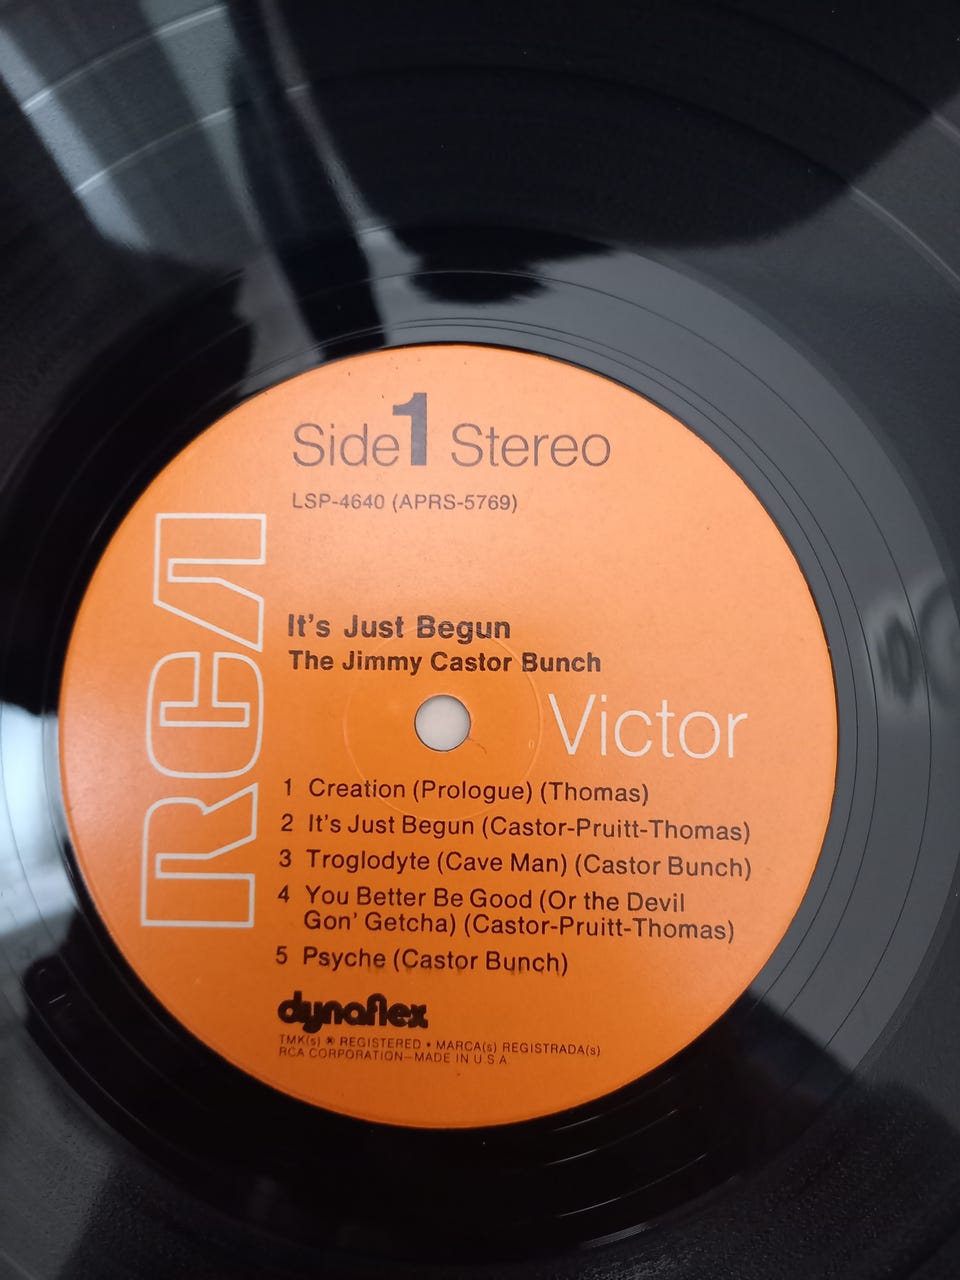 Side 1 Stereo
LSP-4640 (APRS-5769)
RCA
It's Just Begun
The Jimmy Castor Bunch
Victor
1 Creation (Prologue) (Thomas)
2 It's Just Begun (Castor-Pruitt-Thomas)
3 Troglodyte (Cave Man) (Castor Bunch)
4 You Better Be Good (Or the Devil
Gon' Getcha) (Castor-Pruitt-Thomas)
5 Psyche (Castor Bunch)
dynaflex
TMK(s) ® REGISTERED • MARCA(s) REGISTRADA(s)
RCA CORPORATION—MADE IN U.S.A.